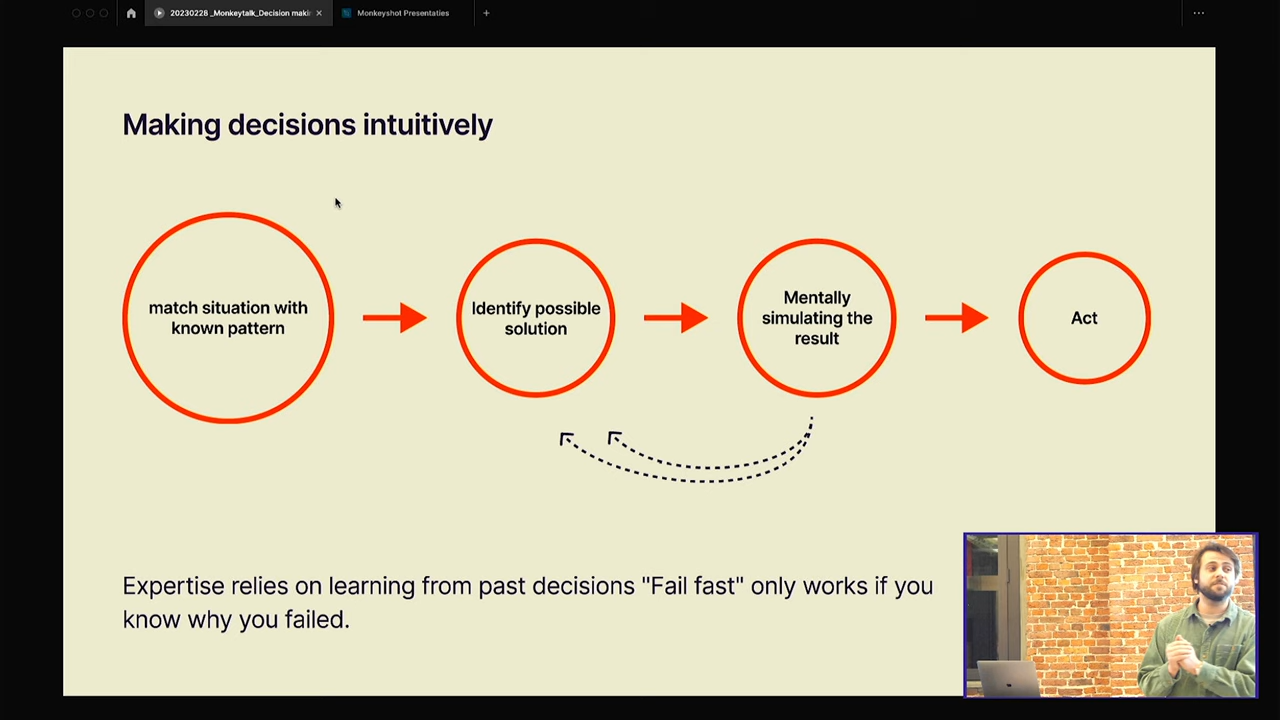 20230228 _Monkeytalk_Decision maki
Monkeyshot Presentaties
Making decisions intuitively
match situation with
known pattern
Identify possible
solution
Mentally
simulating the
result
Act
Expertise relies on learning from past decisions "Fail fast" only works if you
know why you failed.